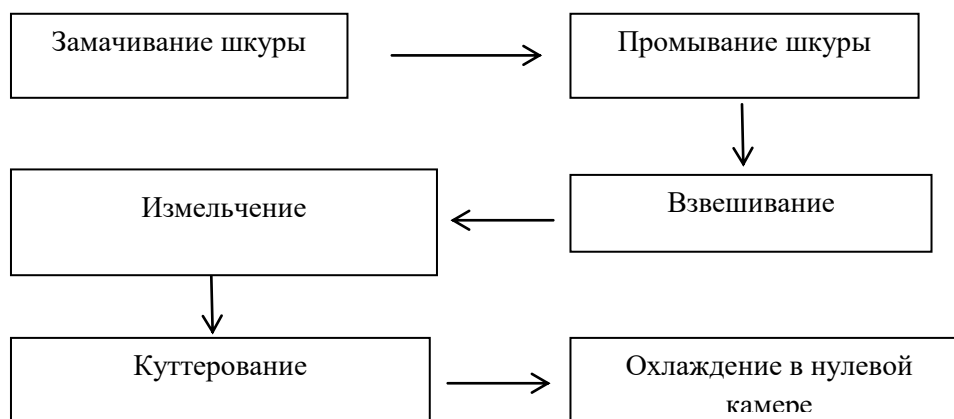 Замачивание шкуры
Промывание шкуры
Взвешивание
Измельчение
Куттерование
Охлаждение в нулевой
камере